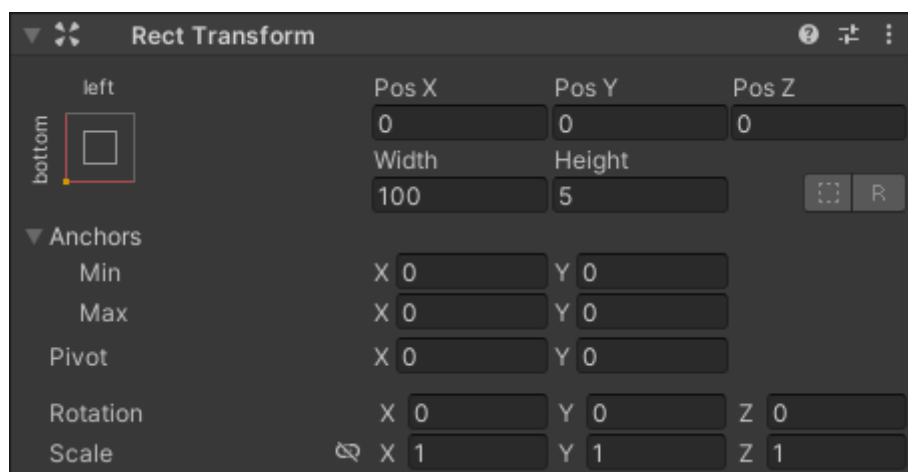 Rect Transform
left
bottom
Pos X Pos Y Pos Z
0 0 0
Width Height
100 5
R
Anchors
Min X 0 Y 0
Max X 0 Y 0
Pivot X 0 Y 0
Rotation X 0 Y 0 Z 0
Scale X 1 Y 1 Z 1